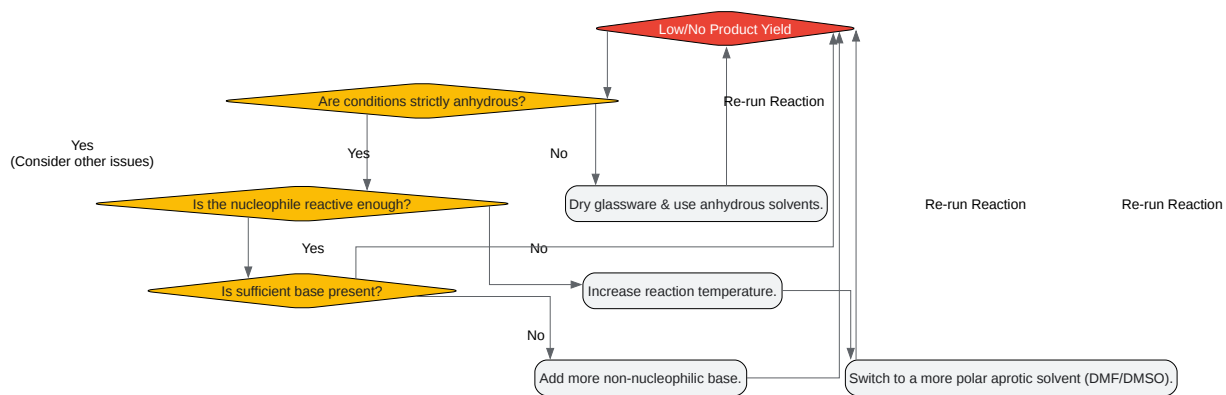 Low/No Product Yield
Are conditions strictly anhydrous?
Re-run Reaction
Yes
(Consider other issues)
Yes
No
Is the nucleophile reactive enough?
Dry glassware & use anhydrous solvents.
Re-run Reaction
Re-run Reaction
Yes
No
Is sufficient base present?
Increase reaction temperature.
No
Add more non-nucleophilic base.
Switch to a more polar aprotic solvent (DMF/DMSO).